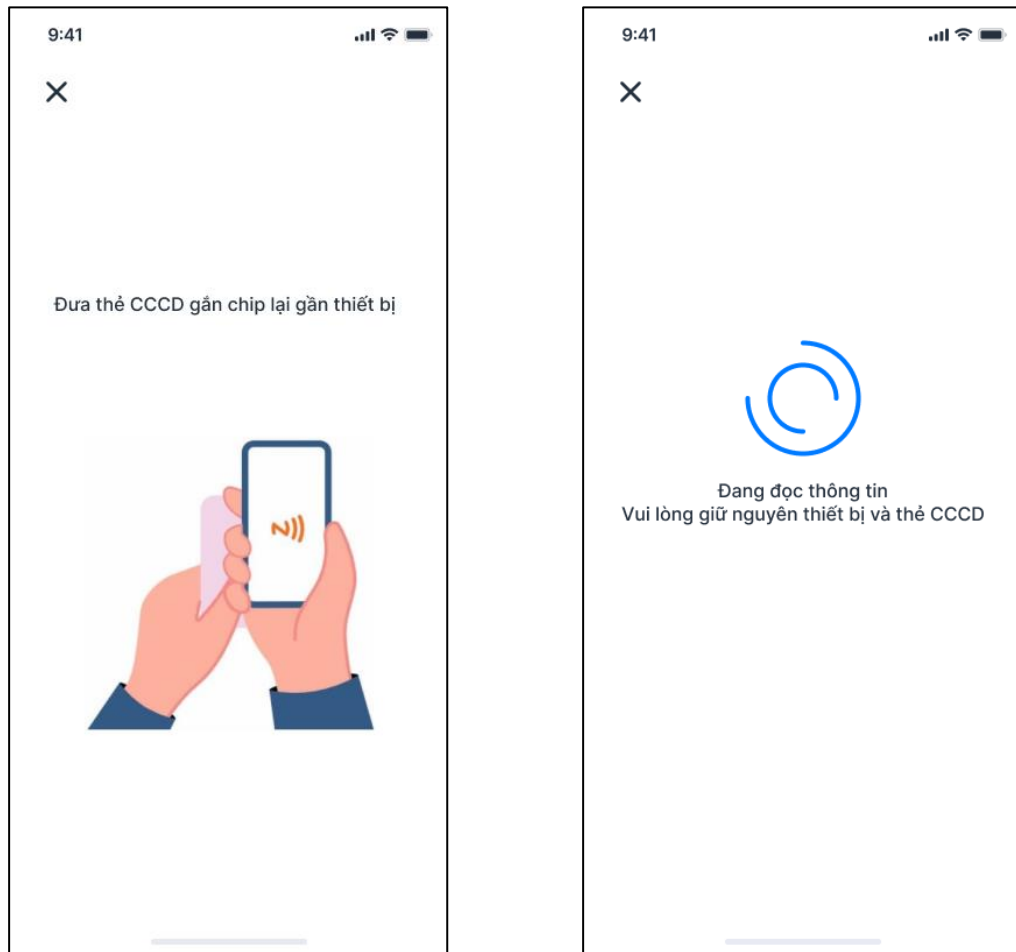 9:41
Đưa thẻ CCCD gắn chip lại gần thiết bị
9:41
Đang đọc thông tin
Vui lòng giữ nguyên thiết bị và thẻ CCCD